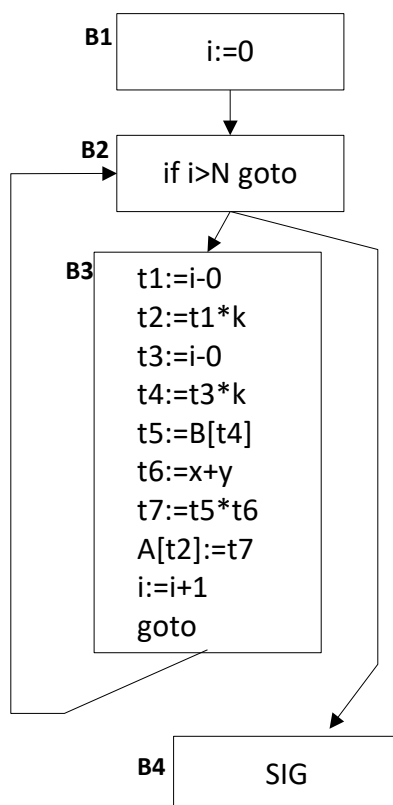 B1
i:=0
B2
if i>N goto
B3
t1:=i-0
t2:=t1*k
t3:=i-0
t4:=t3*k
t5:=B[t4]
t6:=x+y
t7:=t5*t6
A[t2]:=t7
i:=i+1
goto
B4
SIG